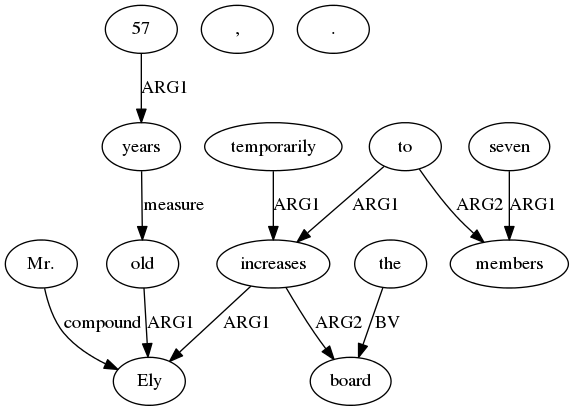 57 , .
ARG1
years temporarily to seven
measure ARG1 ARG1 ARG2 ARG1
Mr. old increases the members
compound ARG1 ARG1 ARG2 BV
Ely board